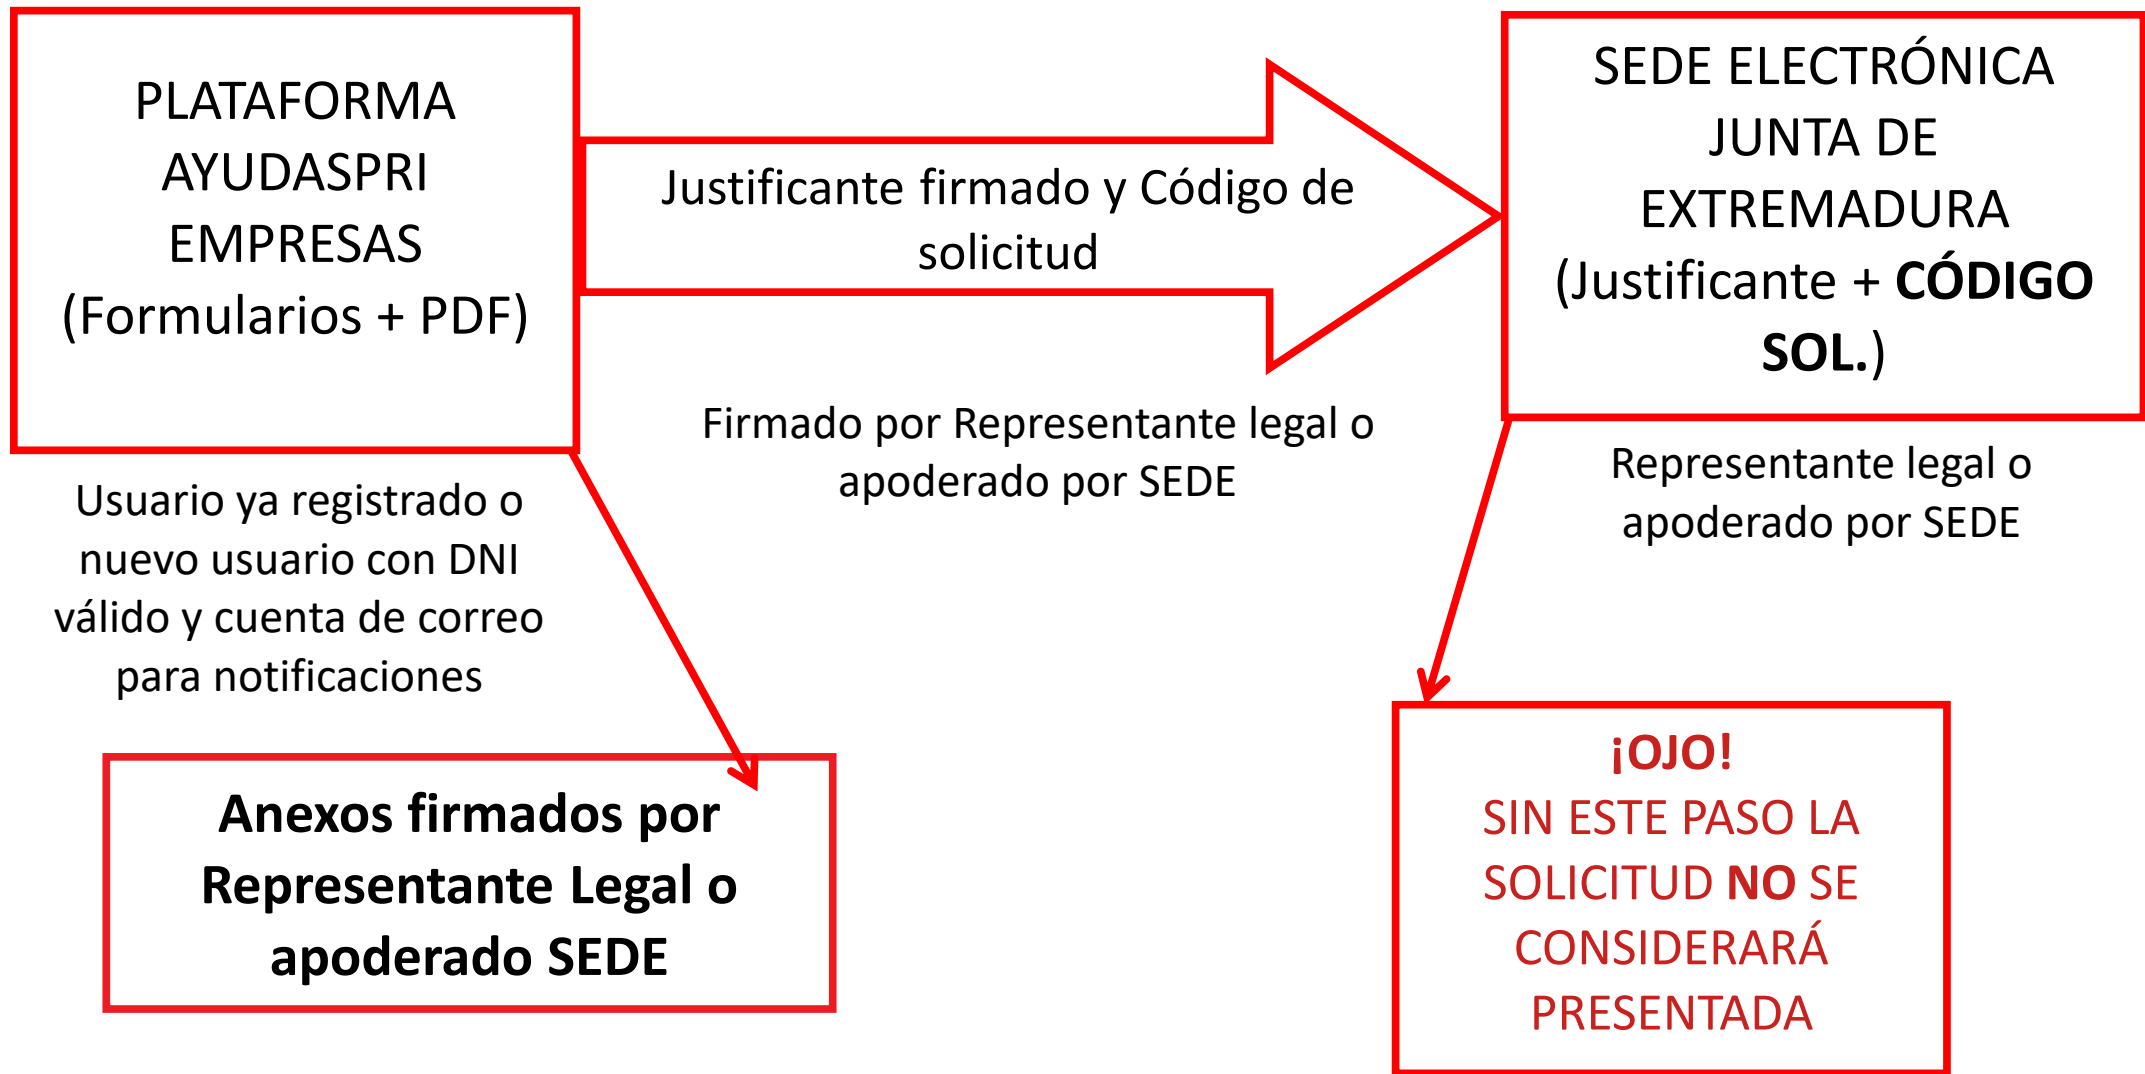 PLATAFORMA
AYUDASPRI
EMPRESAS
(Formularios + PDF)
Justificante firmado y Código de
solicitud
SEDE ELECTRÓNICA
JUNTA DE
EXTREMADURA
(Justificante + CÓDIGO
SOL.)
Usuario ya registrado o
nuevo usuario con DNI
válido y cuenta de correo
para notificaciones
Firmado por Representante legal o
apoderado por SEDE
Representante legal o
apoderado por SEDE
Anexos firmados por
Representante Legal o
apoderado SEDE
¡OJO!
SIN ESTE PASO LA
SOLICITUD NO SE
CONSIDERARÁ
PRESENTADA